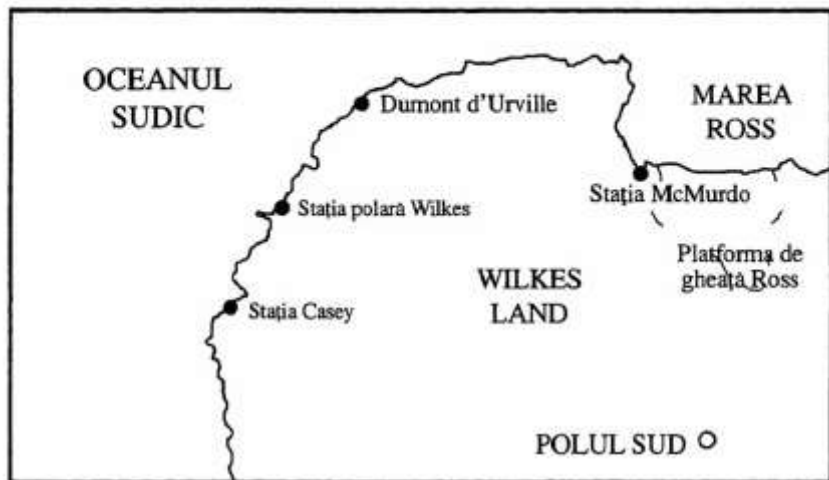 OCEANUL
SUDIC
Dumont d'Urville
MAREA
ROSS
Stația McMurdo
Stația polară Wilkes
Platforma de
gheață Ross
WILKES
LAND
Stația Casey
POLUL SUD